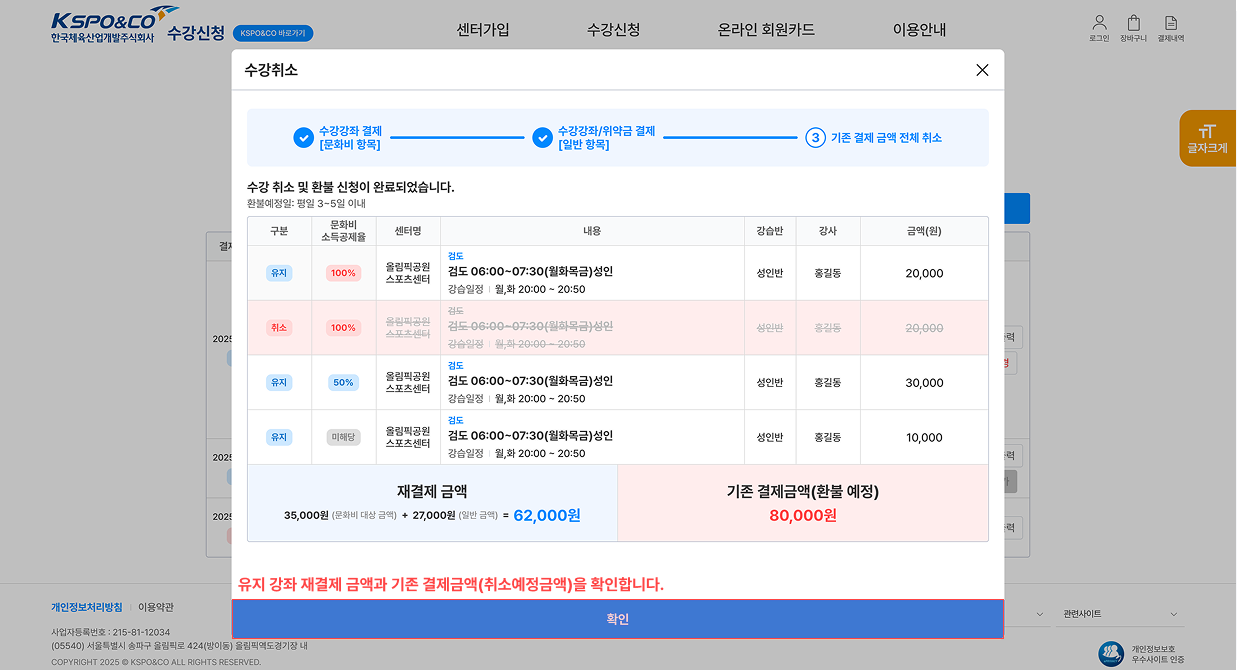 KSPO&CO
한국체육산업개발주식회사
수강신청
KSPO&CO 바로가기
센터가입
수강신청
온라인 회원카드
이용안내
로그인
장바구니
결제내역
글자크게
수강취소
수강강좌 결제
[문화비 항목]
수강강좌/위약금 결제
[일반 항목]
3 기존 결제 금액 전체 취소
수강 취소 및 환불 신청이 완료되었습니다.
환불예정일: 평일 3~5일 이내
구분
문화비
소득공제율
센터명
내용
강습반
강사
금액(원)
유지
100%
올림픽공원
스포츠센터
검도
검도 06:00~07:30(월화목금)성인
강습일정 | 월,화 20:00 ~ 20:50
성인반
홍길동
20,000
취소
100%
올림픽공원
스포츠센터
검도
검도 06:00~07:30(월화목금)성인
강습일정 | 월,화 20:00 ~ 20:50
성인반
홍길동
20,000
유지
50%
올림픽공원
스포츠센터
검도
검도 06:00~07:30(월화목금)성인
강습일정 | 월,화 20:00 ~ 20:50
성인반
홍길동
30,000
유지
미해당
올림픽공원
스포츠센터
검도
검도 06:00~07:30(월화목금)성인
강습일정 | 월,화 20:00 ~ 20:50
성인반
홍길동
10,000
재결제 금액
35,000원 (문화비 대상 금액) + 27,000원 (일반 금액) = 62,000원
기존 결제금액(환불 예정)
80,000원
2025
2025
2025
유지 강좌 재결제 금액과 기존 결제금액(취소예정금액)을 확인합니다.
확인
개인정보처리방침 | 이용약관
관련사이트
사업자등록번호 : 215-81-12034
(05540) 서울특별시 송파구 올림픽로 424(방이동) 올림픽역도경기장 내
COPYRIGHT 2025 © KSPO&CO ALL RIGHTS RESERVED.
개인정보보호
우수사이트 인증